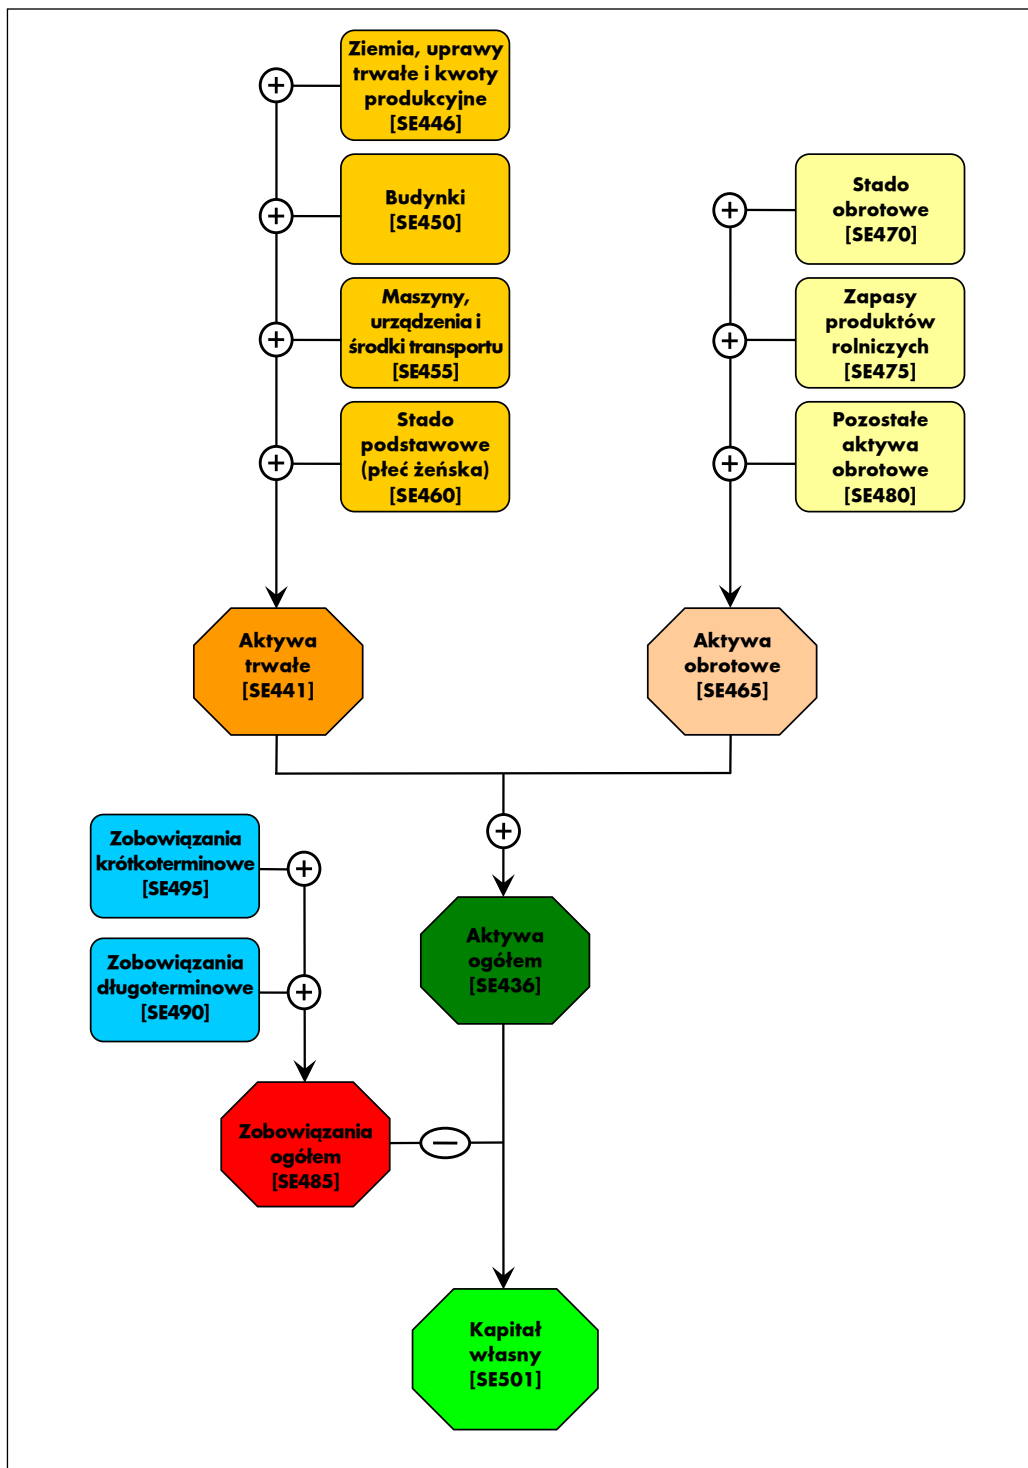 Ziemia, uprawy
trwałe i kwoty
produkcyjne
[SE446]
Budynki
[SE450]
Maszyny,
urządzenia i
środki transportu
[SE455]
Stado
podstawowe
(płeć żeńska)
[SE460]
Stado
obrotowe
[SE470]
Zapasy
produktów
rolniczych
[SE475]
Pozostałe
aktywa
obrotowe
[SE480]
Aktywa
trwałe
[SE441]
Aktywa
obrotowe
[SE465]
Zobowiązania
krótkoterminowe
[SE495]
Zobowiązania
długoterminowe
[SE490]
Aktywa
ogółem
[SE436]
Zobowiązania
ogółem
[SE485]
Kapitał
własny
[SE501]